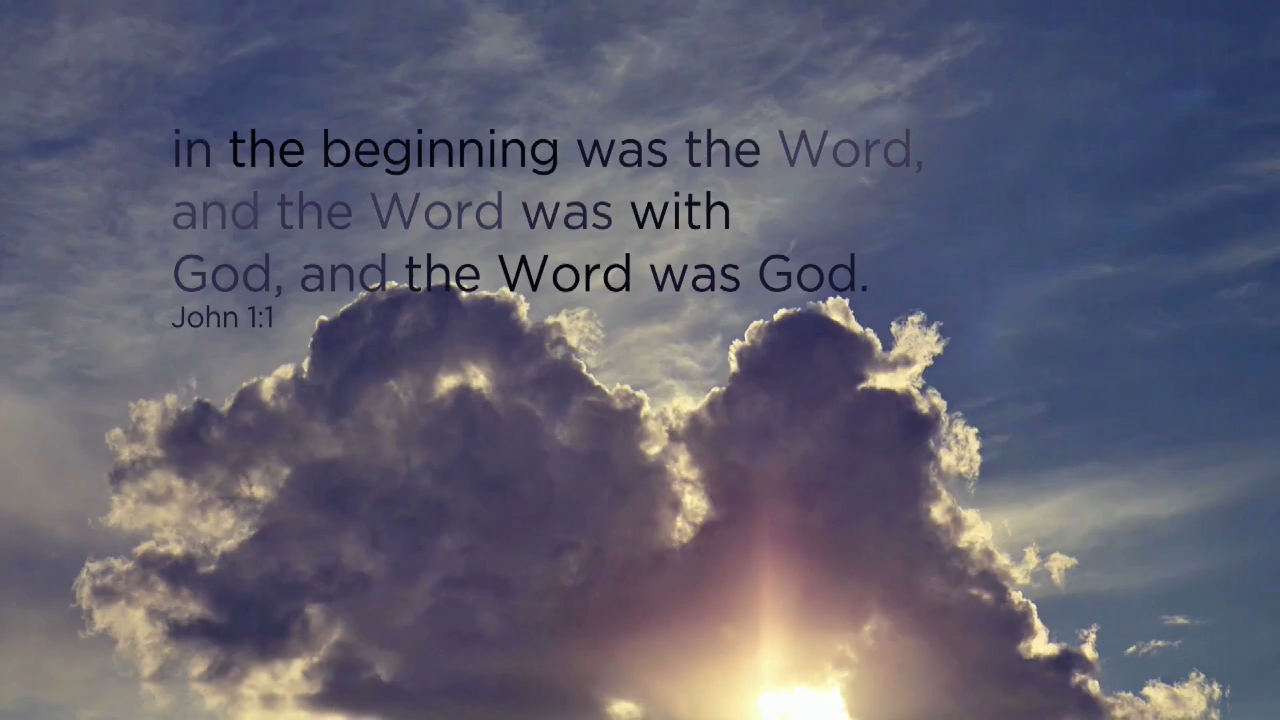 in the beginning was the Word,
and the Word was with
God, and the Word was God.
John 1:1